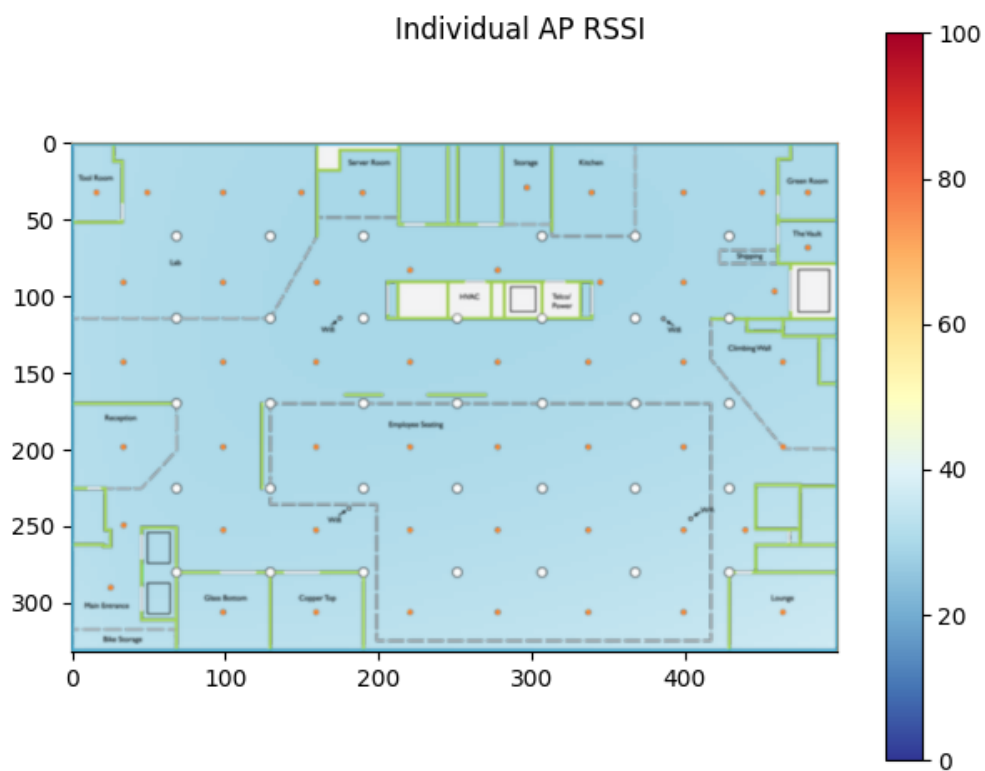 Individual AP RSSI
100
80
60
40
20
0
0
50
100
150
200
250
300
0
100
200
300
400
Tool Room
Server Room
Storage
Kitchen
Green Room
The Husk
Shipping
Lab
HVAC
Telco/
Power
Climbing Wall
Reception
Employee Seating
Main Entrance
Bike Storage
Glass Bottom
Copper Top
Lounge